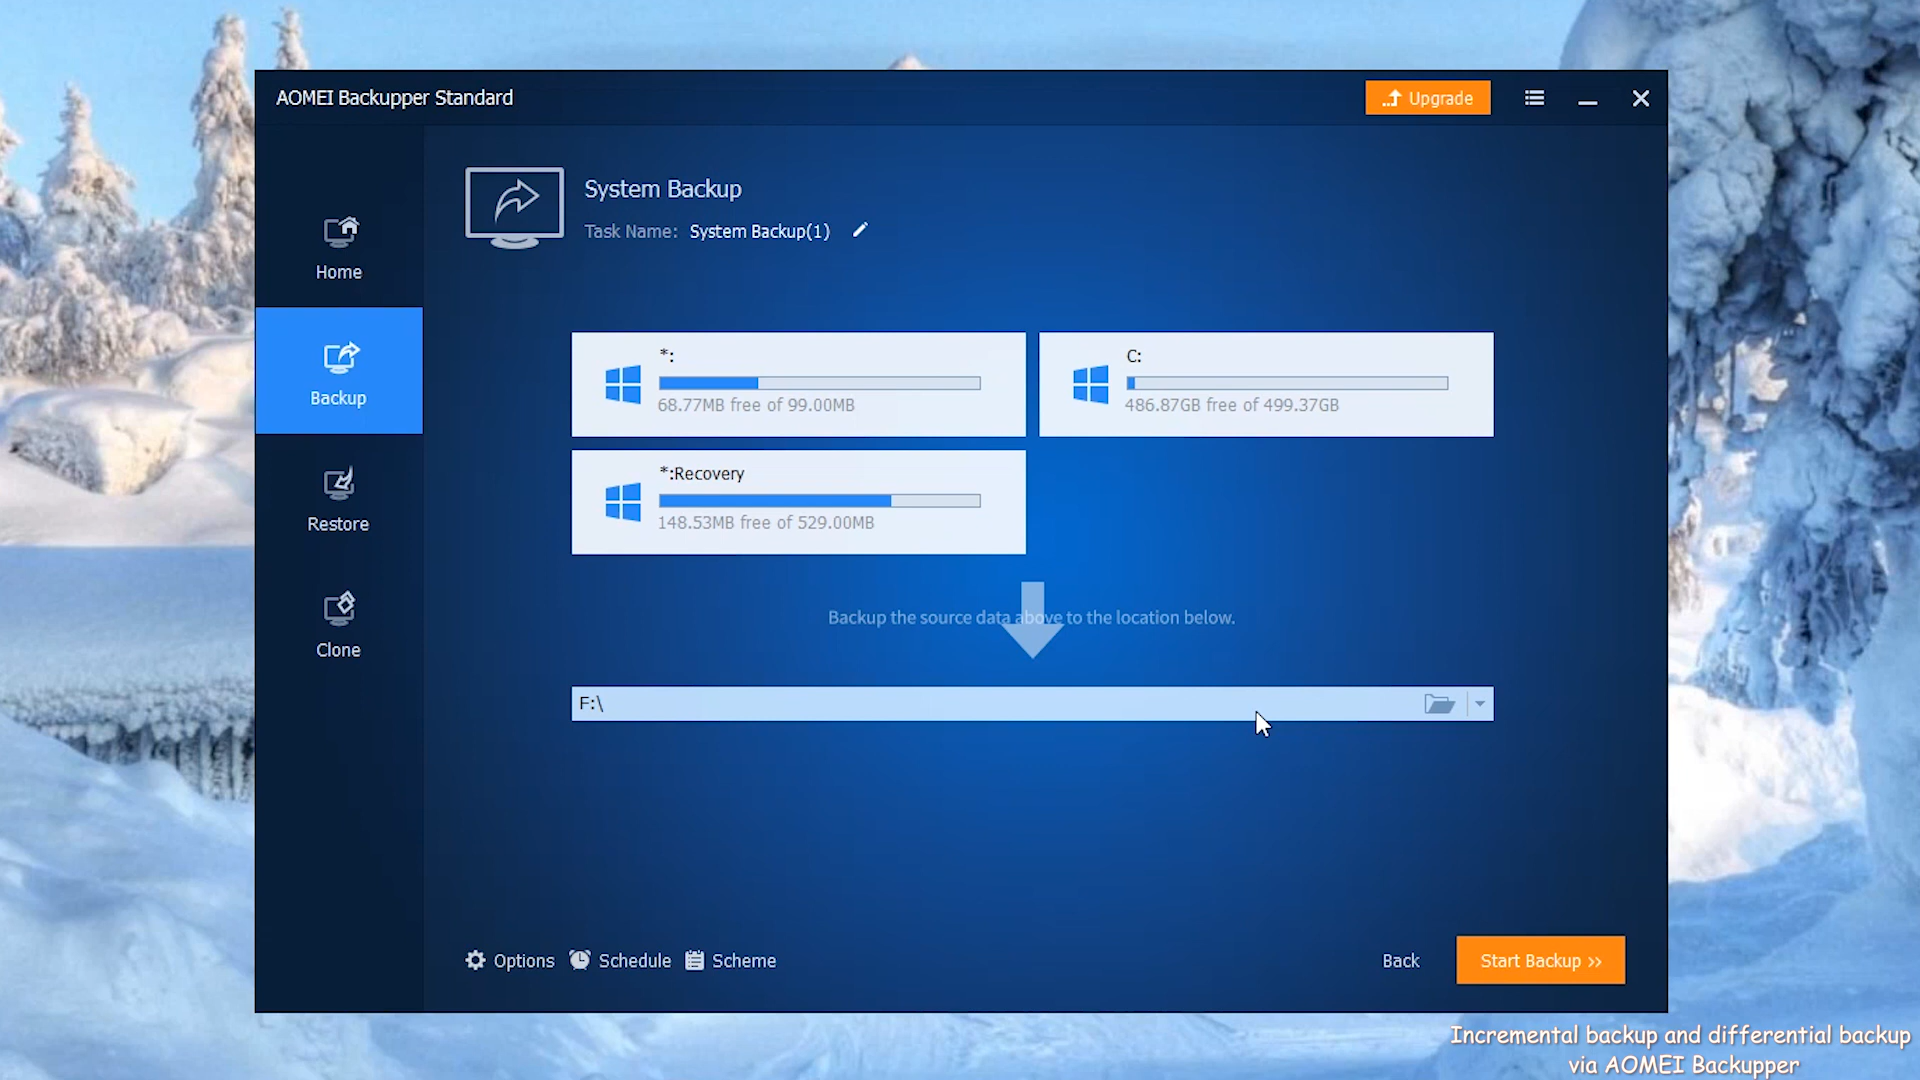 AOMEI Backupper Standard
Upgrade
Home
Backup
Restore
Clone
System Backup
Task Name: System Backup(1)
*:
68.77MB free of 99.00MB
C:
486.87GB free of 499.37GB
*:Recovery
148.53MB free of 529.00MB
Backup the source data above to the location below.
F:\
Options
Schedule
Scheme
Back
Start Backup >>
Incremental backup and differential backup
via AOMEI Backupper